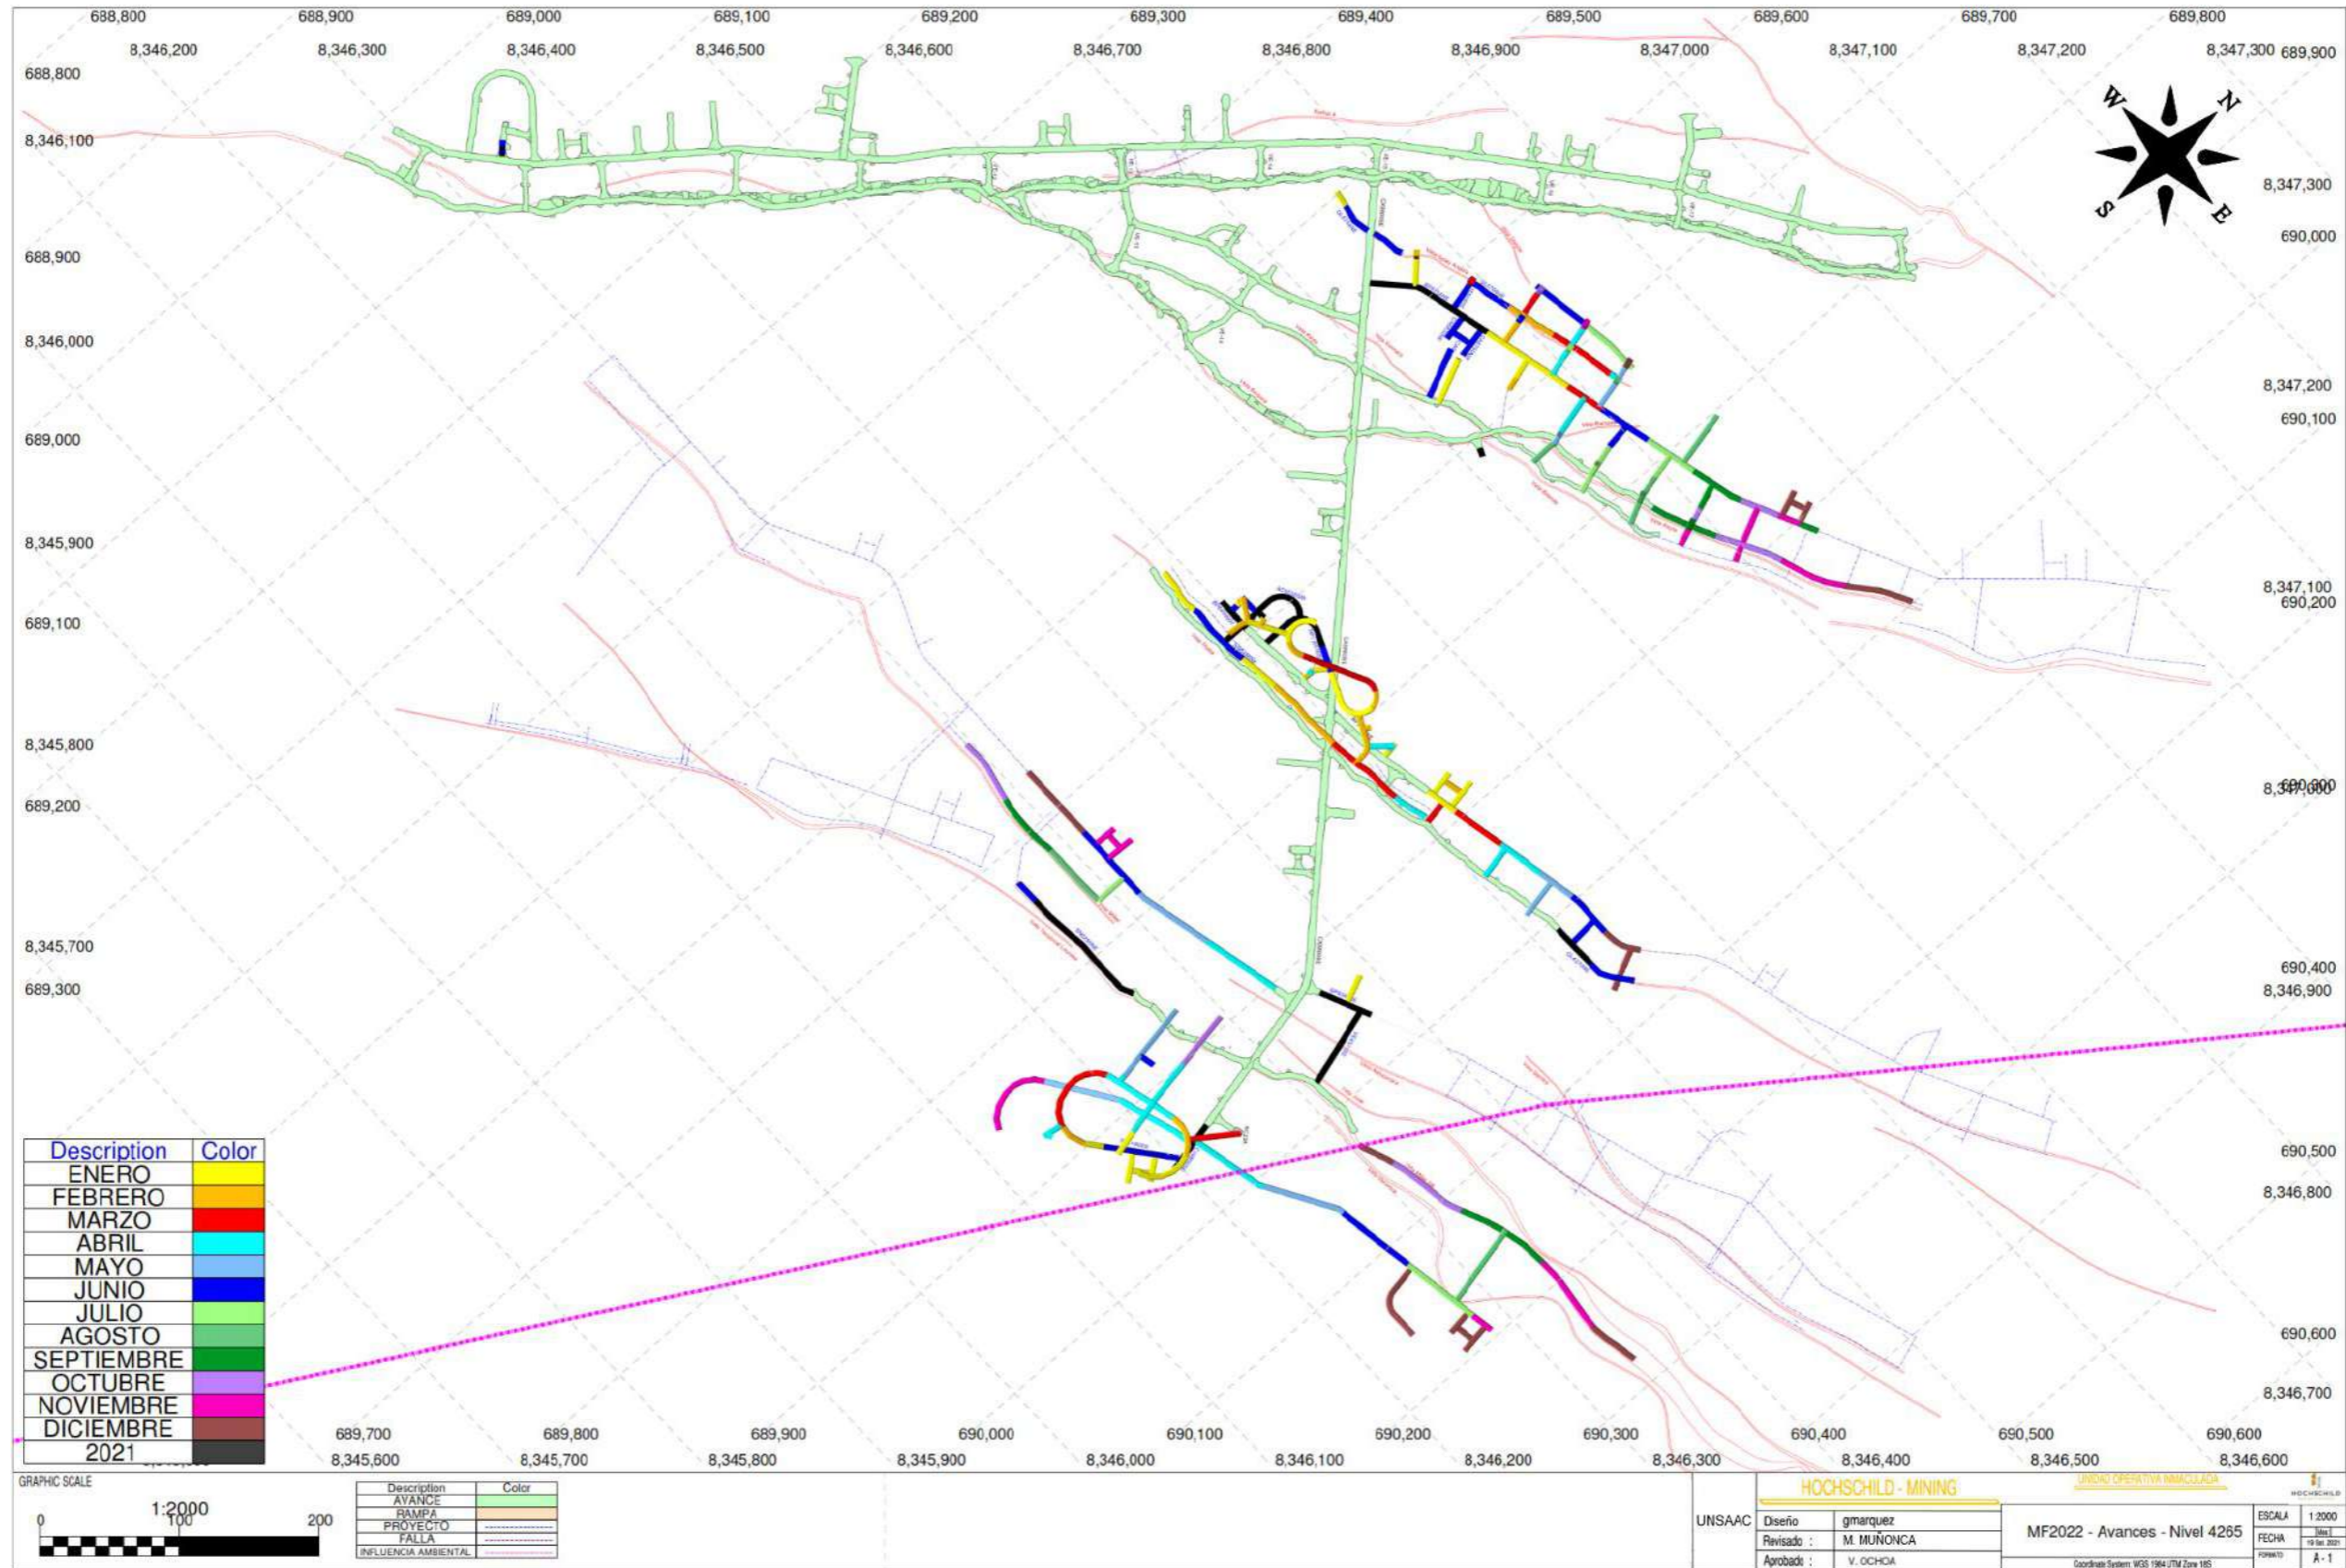 688,800 688,900 689,000 689,100 689,200 689,300 689,400 689,500 689,600 689,700 689,800
8,346,200 8,346,300 8,346,400 8,346,500 8,346,600 8,346,700 8,346,800 8,346,900 8,347,000 8,347,100 8,347,200 8,347,300 689,900
688,800
W N
8,346,100
8,347,300
S E
690,000
688,900
8,346,000
8,347,200
690,100
689,000
8,345,900
8,347,100
690,200
689,100
8,345,800
689,200
8,345,700
690,400
689,300
8,346,900
690,500
8,346,800
690,600
8,346,700
Description Color
ENERO
FEBRERO
MARZO
ABRIL
MAYO
JUNIO
JULIO
AGOSTO
SEPTIEMBRE
OCTUBRE
NOVIEMBRE
DICIEMBRE
2021
689,700 689,800 689,900 690,000 690,100 690,200 690,300 690,400 690,500 690,600
8,345,600 8,345,700 8,345,800 8,345,900 8,346,000 8,346,100 8,346,200 8,346,300 8,346,400 8,346,500 8,346,600
GRAPHIC SCALE
1:2000
0 100 200
Description Color
AVANCE
RAMPA
PROYECTO
FALLA
INFLUENCIA AMBIENTAL
UNSAAC
HOCHSCHILD - MINING
Diseño gmarquez
Revisado : M. MUÑONCA
Aprobado : V. OCHOA
UNIDAD OPERATIVA INMACULADA
HOCHSCHILD
MF2022 - Avances - Nivel 4265
Coordinate System: WGS 1984 UTM Zone 18S
ESCALA 1:2000
FECHA
FORMATO A - 1